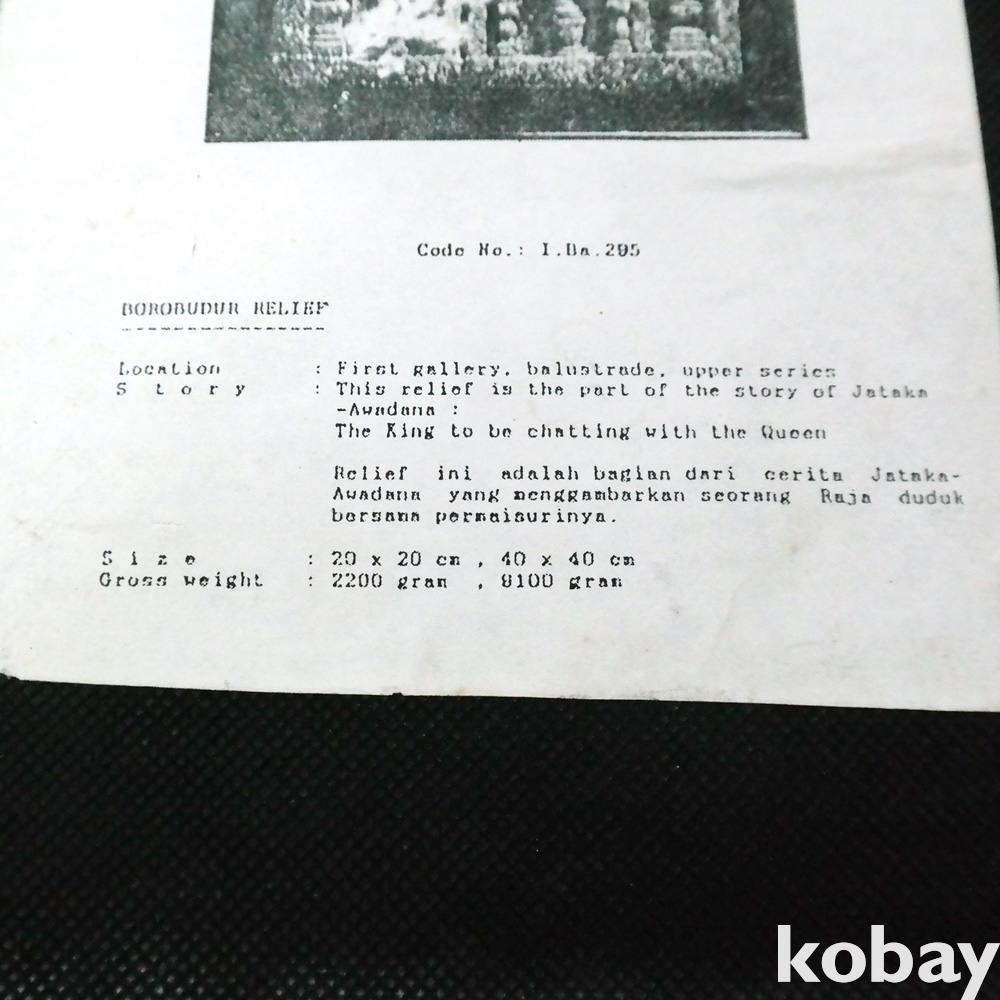 Code No.: I.Ba.295
BOROBUDUR RELIEF
Location : First gallery, balustrade, upper series
S t o r y : This relief is the part of the story of Jataka
-Awadana :
The King to be chatting with the Queen
Relief ini adalah bagian dari cerita Jataka-
Awadana yang menggambarkan seorang Raja duduk
bersama permaisurinya.
S i z e : 20 x 20 cm , 40 x 40 cm
Gross weight : 2200 gram , 8100 gram
kobay